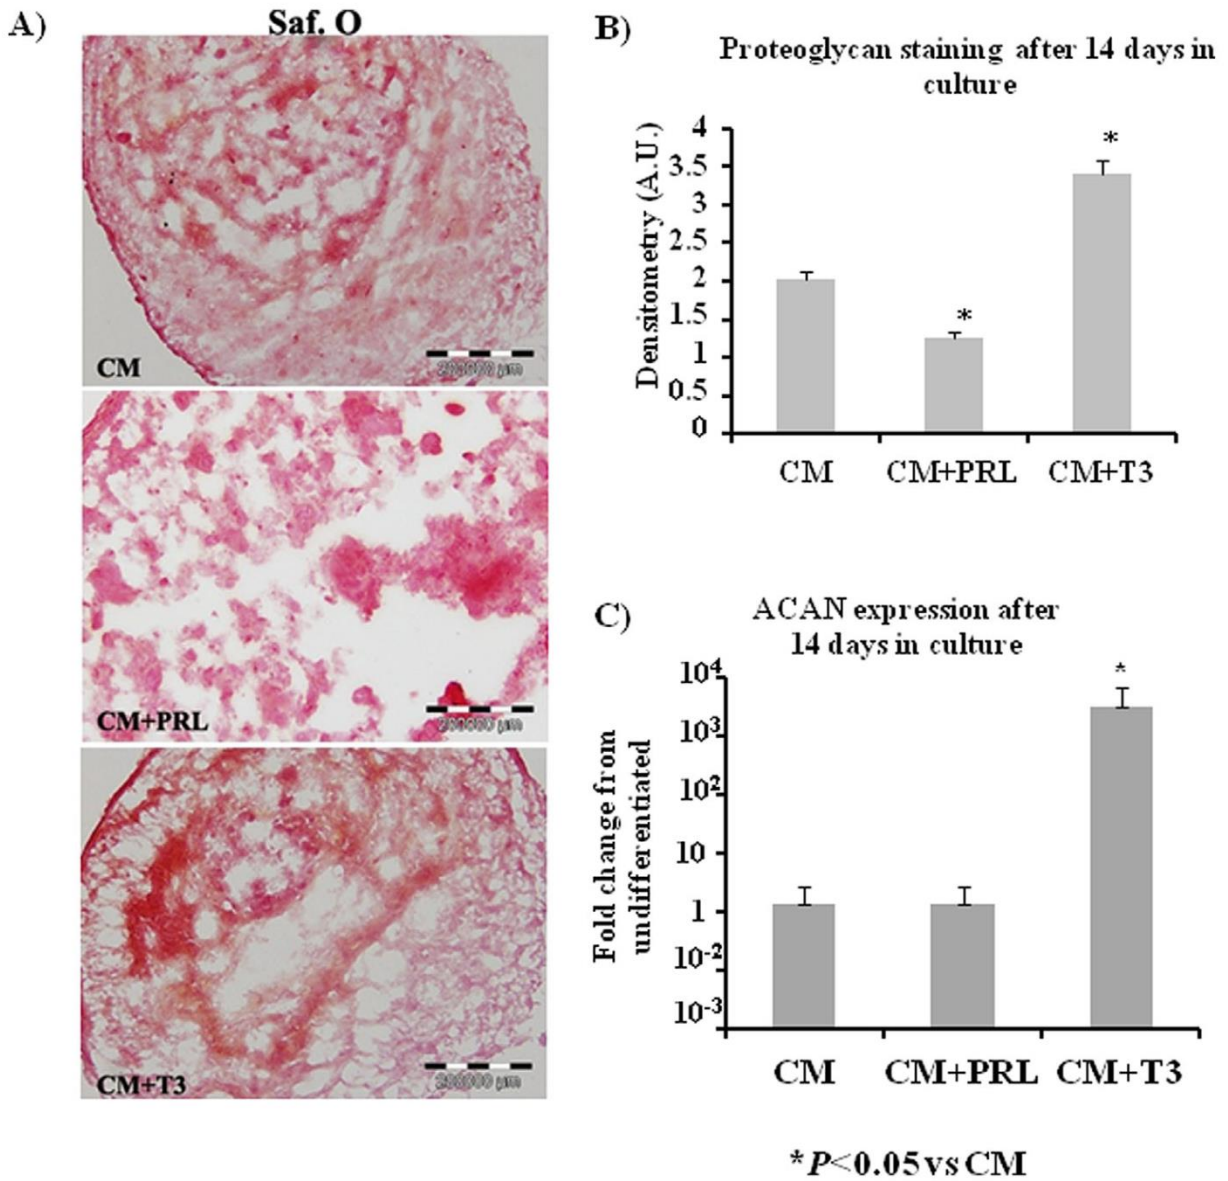 A)
Saf. O
CM
CM+PRL
CM+T3
B)
Proteoglycan staining after 14 days in
culture
Densitometry (A.U.)
4
3.5
3
2.5
2
1.5
1
0.5
0
*
*
CM
CM+PRL
CM+T3
C)
ACAN expression after
14 days in culture
Fold change from
undifferentiated
10⁴
10³
10²
10
1
10⁻²
10⁻³
*
CM
CM+PRL
CM+T3
*P<0.05 vs CM